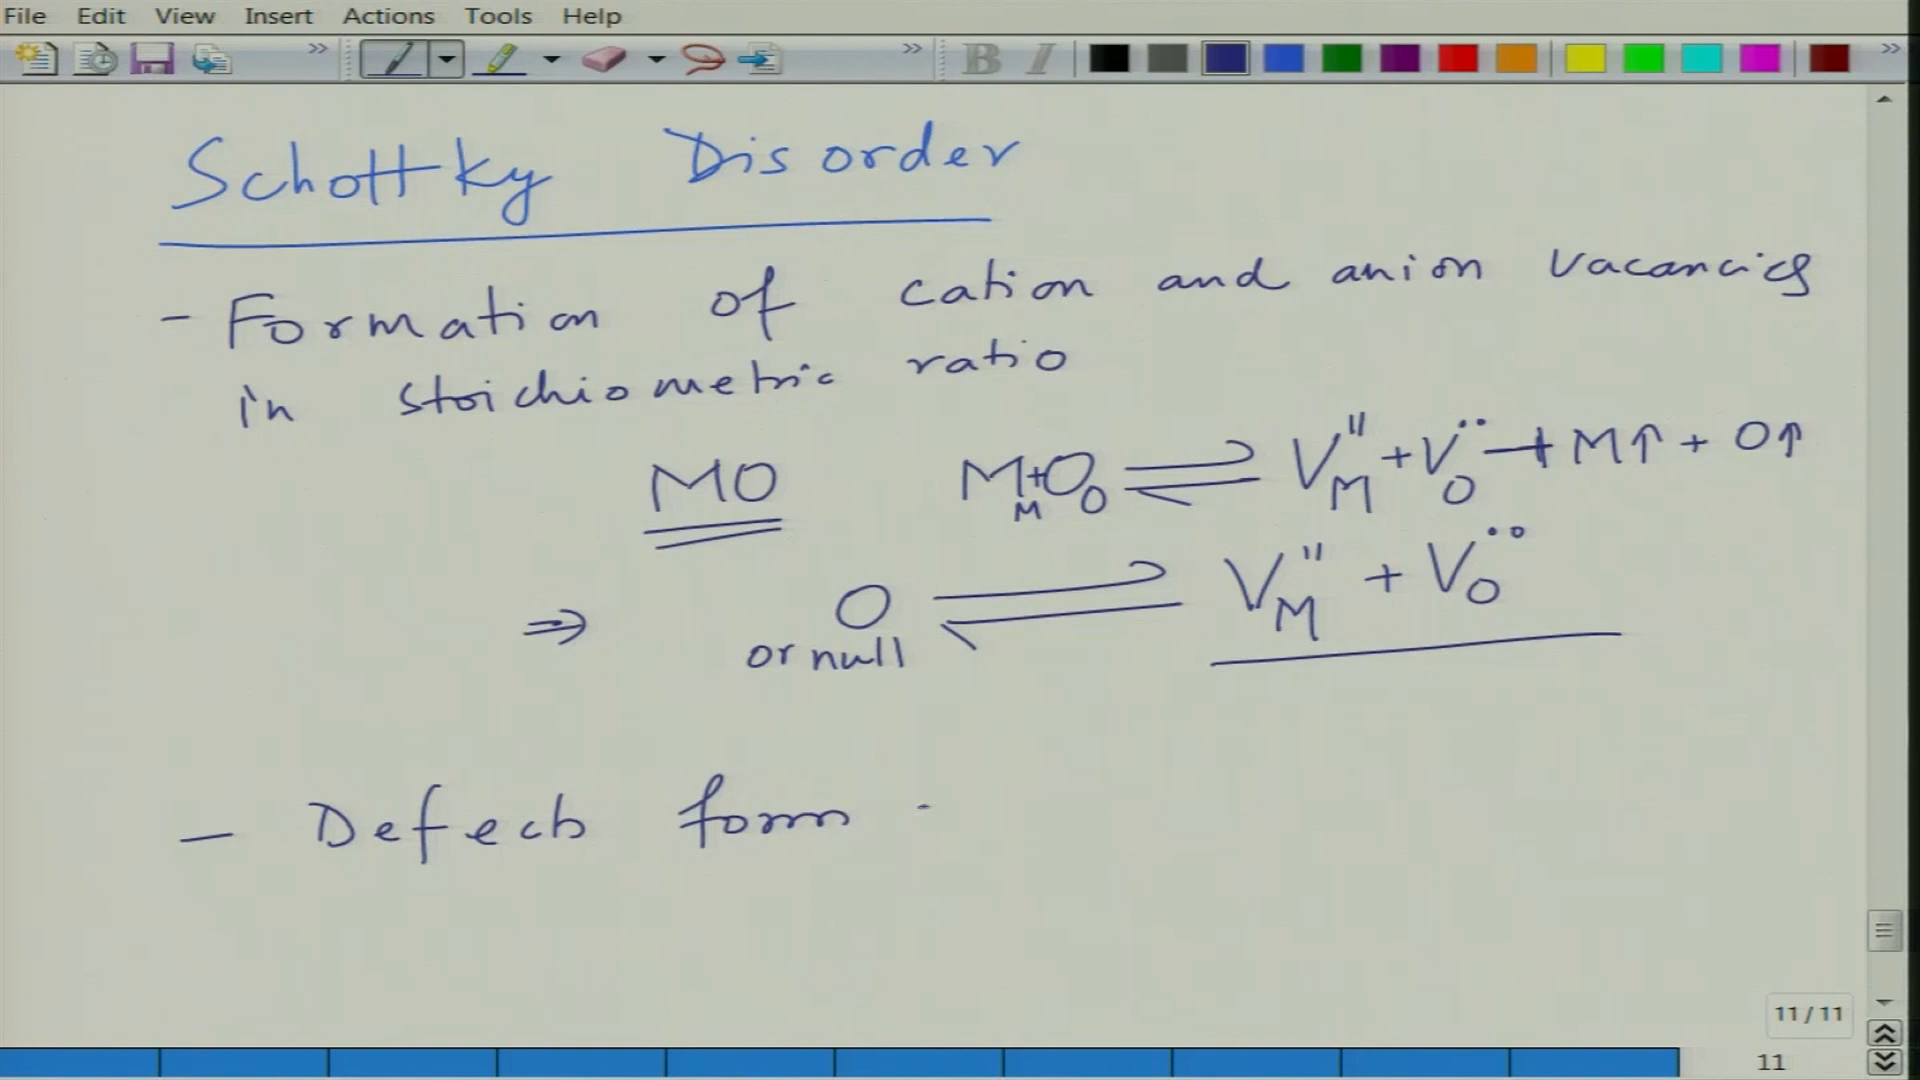 File Edit View Insert Actions Tools Help
B I
Schottky Disorder
- Formation of cation and anion vacancies
in stoichiometric ratio
MO M_M + O_O ⇌ V_M'' + V_O^•• + M↑ + O↑
⇒ O ⇌ V_M'' + V_O^••
or null
- Defects form
11 / 11
11